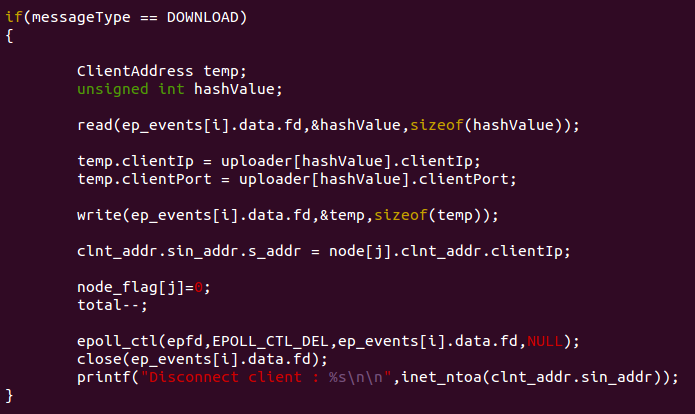 if(messageType == DOWNLOAD)
{
ClientAddress temp;
unsigned int hashValue;
read(ep_events[i].data.fd,&hashValue,sizeof(hashValue));
temp.clientIp = uploader[hashValue].clientIp;
temp.clientPort = uploader[hashValue].clientPort;
write(ep_events[i].data.fd,&temp,sizeof(temp));
clnt_addr.sin_addr.s_addr = node[j].clnt_addr.clientIp;
node_flag[j]=0;
total--;
epoll_ctl(epfd,EPOLL_CTL_DEL,ep_events[i].data.fd,NULL);
close(ep_events[i].data.fd);
printf("Disconnect client : %s\n\n",inet_ntoa(clnt_addr.sin_addr));
}